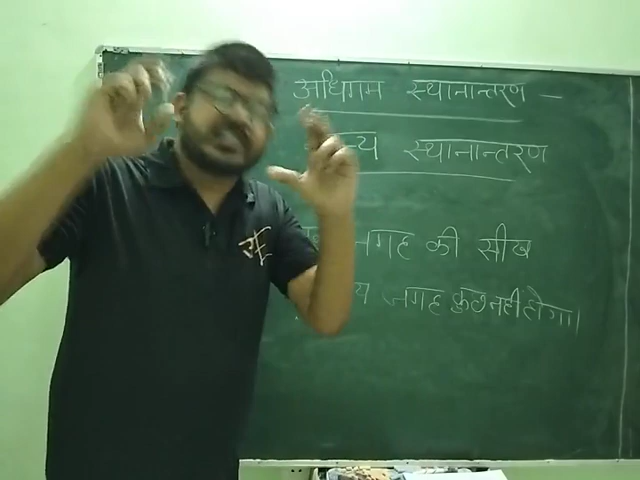 अधिगम स्थानान्तरण –
स्थानान्तरण
जगह की सीख
जगह कुछ नही होगा।